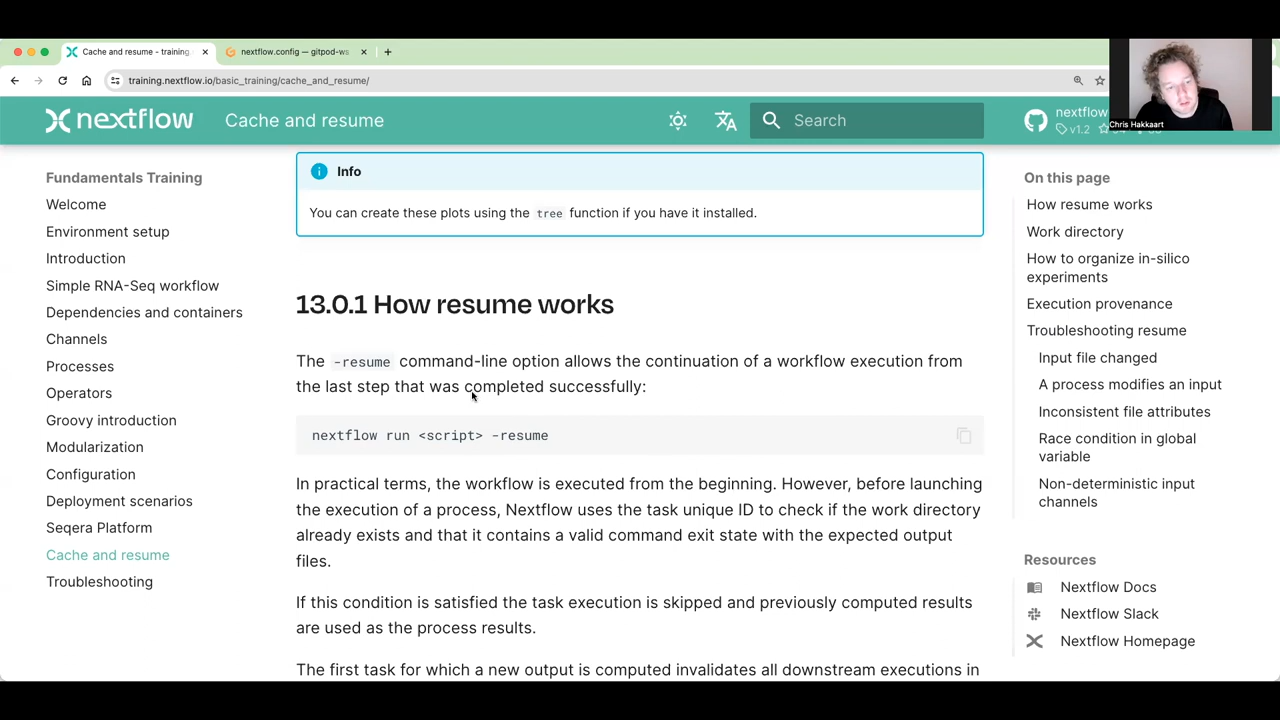 Cache and resume - training
nextflow.config — gitpod-ws
training.nextflow.io/basic_training/cache_and_resume/
nextflow
Cache and resume
Search
nextflow
v1.2
Chris Hakkaart
Fundamentals Training
Welcome
Environment setup
Introduction
Simple RNA-Seq workflow
Dependencies and containers
Channels
Processes
Operators
Groovy introduction
Modularization
Configuration
Deployment scenarios
Seqera Platform
Cache and resume
Troubleshooting
Info
You can create these plots using the tree function if you have it installed.
13.0.1 How resume works
The -resume command-line option allows the continuation of a workflow execution from
the last step that was completed successfully:
nextflow run <script> -resume
In practical terms, the workflow is executed from the beginning. However, before launching
the execution of a process, Nextflow uses the task unique ID to check if the work directory
already exists and that it contains a valid command exit state with the expected output
files.
If this condition is satisfied the task execution is skipped and previously computed results
are used as the process results.
The first task for which a new output is computed invalidates all downstream executions in
On this page
How resume works
Work directory
How to organize in-silico
experiments
Execution provenance
Troubleshooting resume
Input file changed
A process modifies an input
Inconsistent file attributes
Race condition in global
variable
Non-deterministic input
channels
Resources
Nextflow Docs
Nextflow Slack
Nextflow Homepage